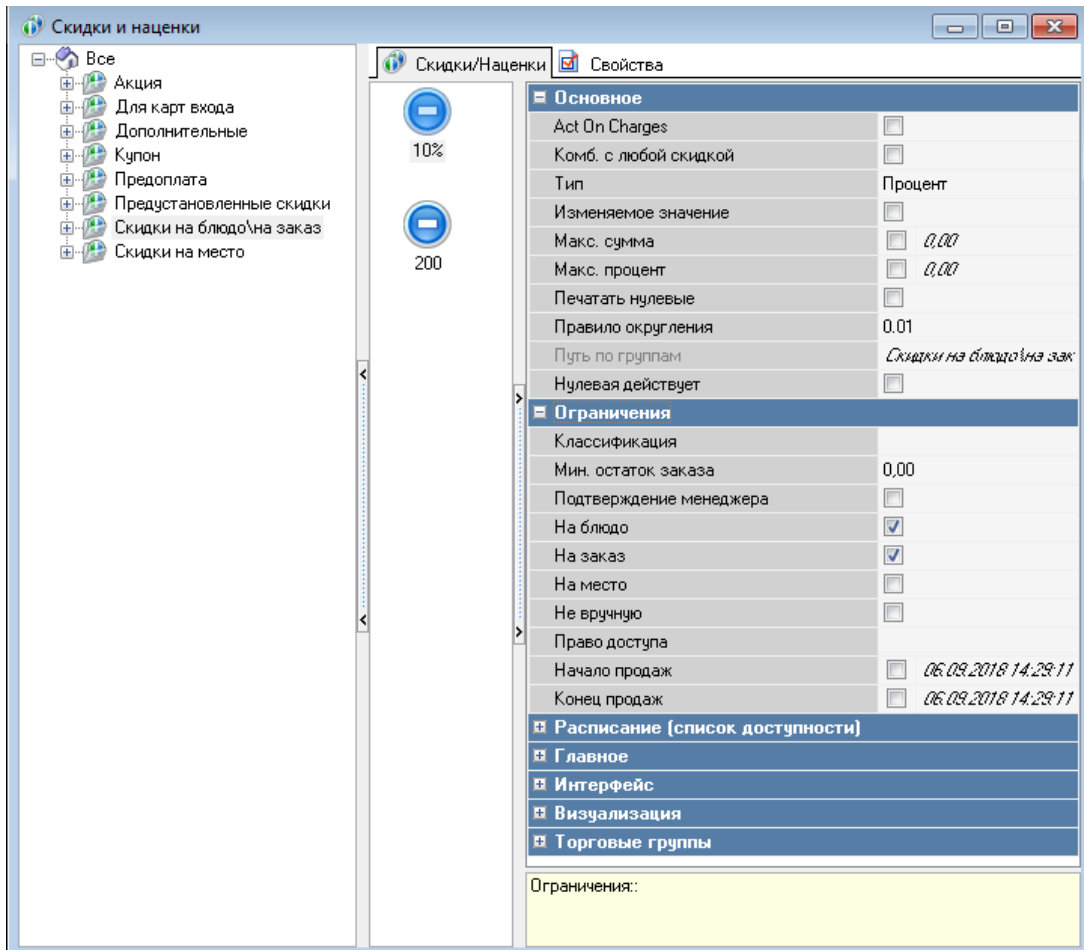 Скидки и наценки
Все
Акция
Для карт входа
Дополнительные
Купон
Предоплата
Предустановленные скидки
Скидки на блюдо\на заказ
Скидки на место
Скидки/Наценки Свойства
10%
200
Основное
Act On Charges
Комб. с любой скидкой
Тип Процент
Изменяемое значение
Макс. сумма 0,00
Макс. процент 0,00
Печатать нулевые
Правило округления 0.01
Путь по группам Скидки на блюдо\на зак
Нулевая действует
Ограничения
Классификация
Мин. остаток заказа 0,00
Подтверждение менеджера
На блюдо
На заказ
На место
Не вручную
Право доступа
Начало продаж 06.09.2018 14:29:11
Конец продаж 06.09.2018 14:29:11
Расписание (список доступности)
Главное
Интерфейс
Визуализация
Торговые группы
Ограничения::